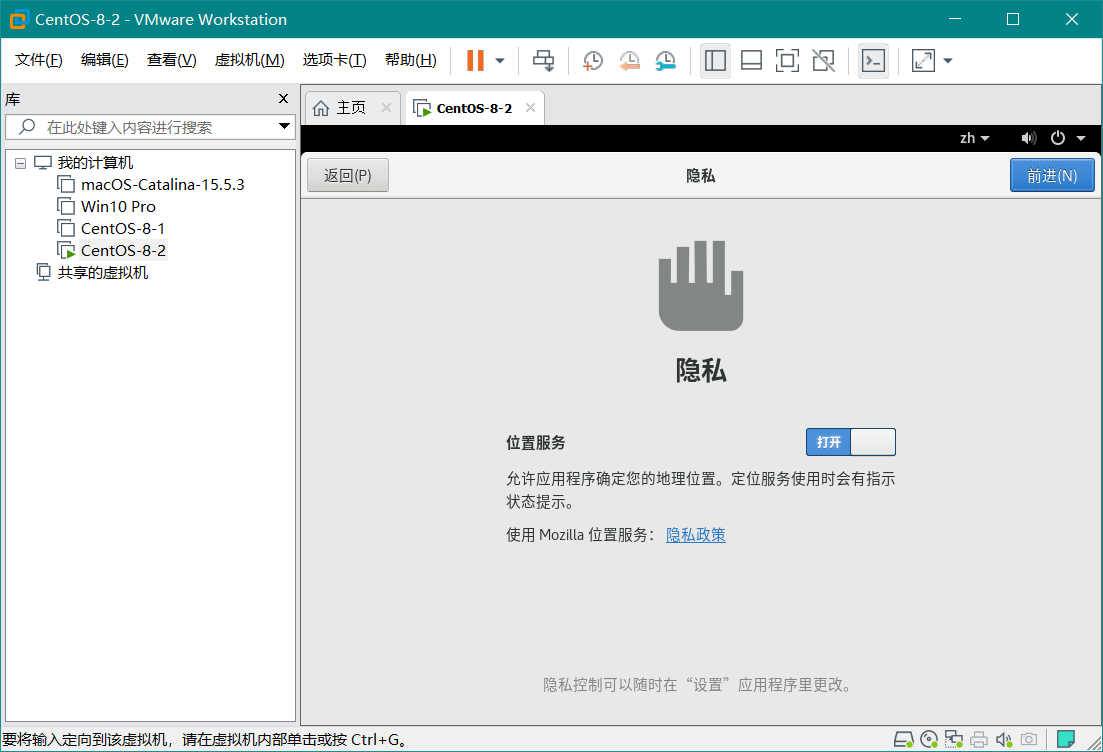 CentOS-8-2 - VMware Workstation
文件(F) 编辑(E) 查看(V) 虚拟机(M) 选项卡(T) 帮助(H)
库
在此处键入内容进行搜索
我的计算机
macOS-Catalina-15.5.3
Win10 Pro
CentOS-8-1
CentOS-8-2
共享的虚拟机
主页 CentOS-8-2
zh
返回(P) 隐私 前进(N)
隐私
位置服务 打开
允许应用程序确定您的地理位置。定位服务使用时会有指示
状态提示。
使用 Mozilla 位置服务： 隐私政策
隐私控制可以随时在“设置”应用程序里更改。
要将输入定向到该虚拟机，请在虚拟机内部单击或按 Ctrl+G。